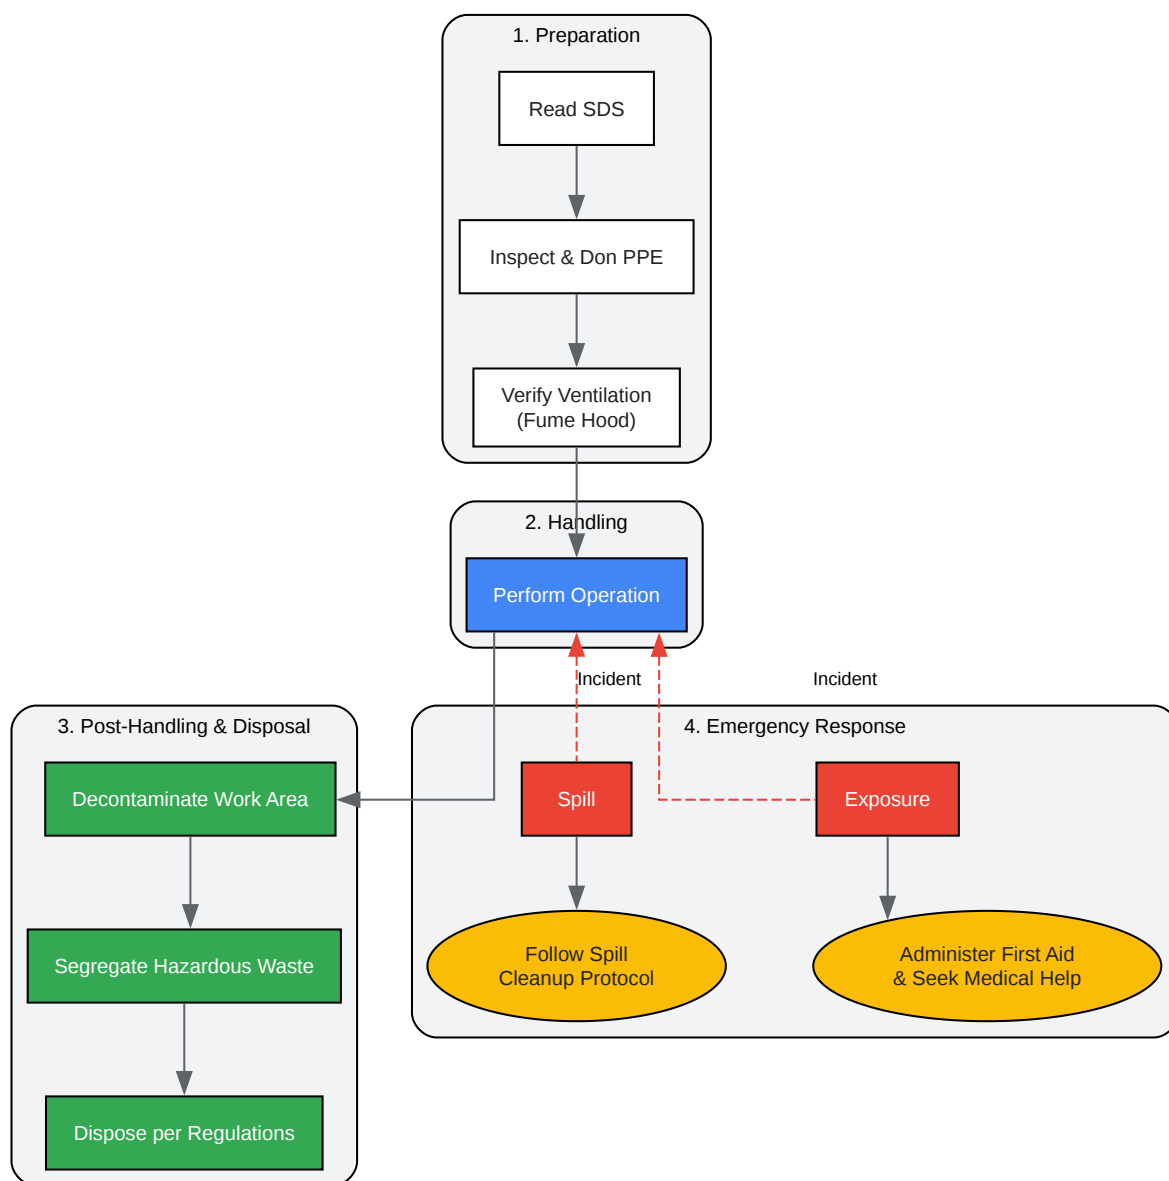 1. Preparation
Read SDS
Inspect & Don PPE
Verify Ventilation
(Fume Hood)
2. Handling
Perform Operation
Incident
Incident
3. Post-Handling & Disposal
Decontaminate Work Area
Segregate Hazardous Waste
Dispose per Regulations
4. Emergency Response
Spill
Exposure
Follow Spill
Cleanup Protocol
Administer First Aid
& Seek Medical Help